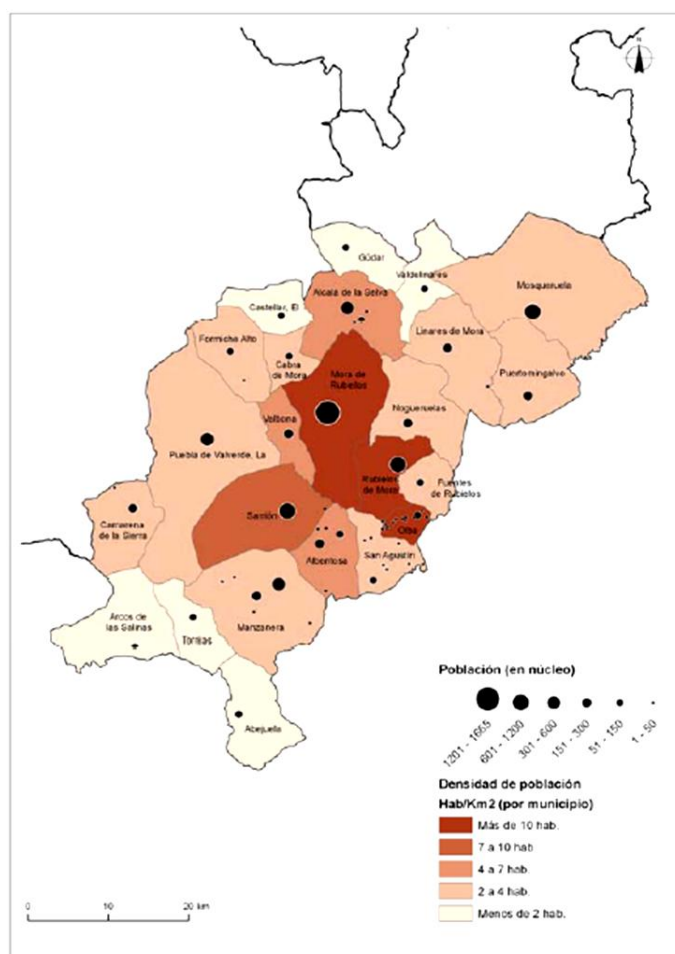 N
Gúdar
Valdelinares
Mosqueruela
Castellar, El
Alcalá de la Selva
Linares de Mora
Formiche Alto
Cabra
de Mora
Puertomingalvo
Mora de
Rubielos
Nogueruelas
Valbona
Puebla de Valverde, La
Rubielos
de Mora
Fuentes
de Rubielos
Sarrión
Olba
Camarena
de la Sierra
Albentosa
San Agustín
Manzanera
Arcos de
las Salinas
Torrijas
Abejuela
Población (en núcleo)
1201 - 1665
601 - 1200
301 - 600
151 - 300
51 - 150
1 - 50
Densidad de población
Hab/Km2 (por municipio)
Más de 10 hab.
7 a 10 hab
4 a 7 hab.
2 a 4 hab.
Menos de 2 hab.
0 10 20 km